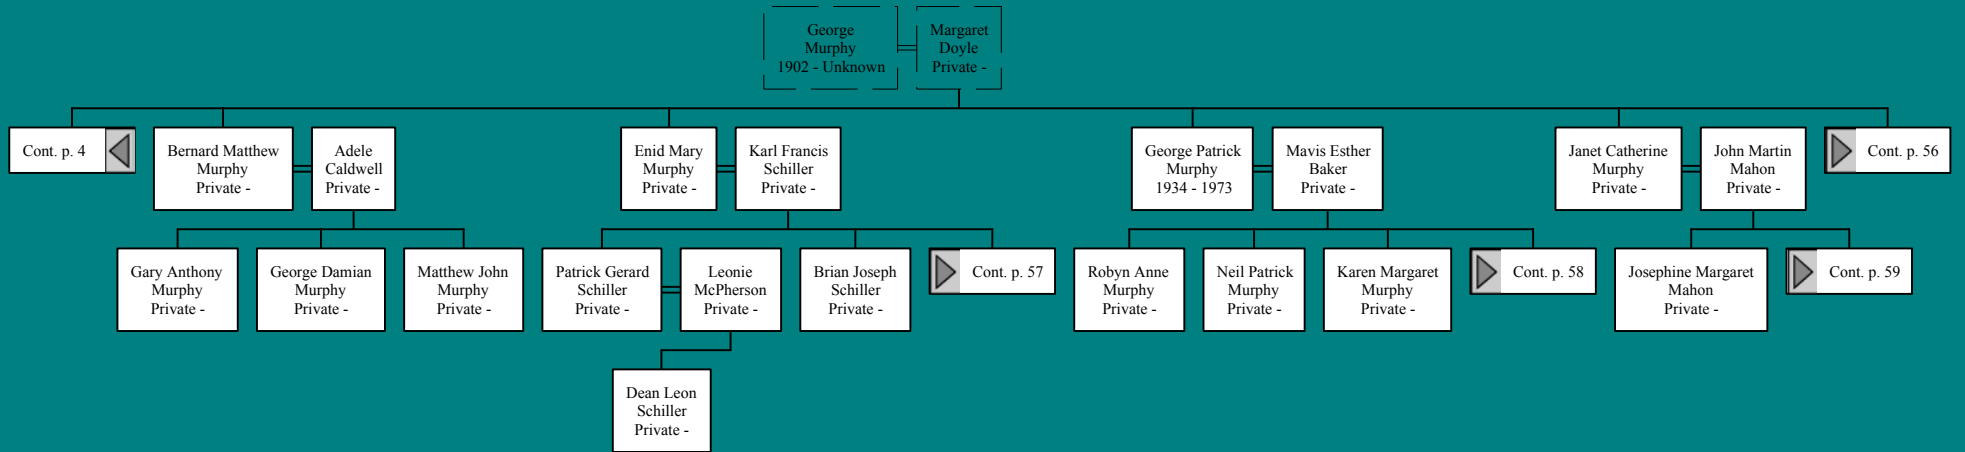 George
Murphy
1902 - Unknown
Margaret
Doyle
Private -
Cont. p. 4
Bernard Matthew
Murphy
Private -
Adele
Caldwell
Private -
Enid Mary
Murphy
Private -
Karl Francis
Schiller
Private -
George Patrick
Murphy
1934 - 1973
Mavis Esther
Baker
Private -
Janet Catherine
Murphy
Private -
John Martin
Mahon
Private -
Cont. p. 56
Gary Anthony
Murphy
Private -
George Damian
Murphy
Private -
Matthew John
Murphy
Private -
Patrick Gerard
Schiller
Private -
Leonie
McPherson
Private -
Brian Joseph
Schiller
Private -
Cont. p. 57
Robyn Anne
Murphy
Private -
Neil Patrick
Murphy
Private -
Karen Margaret
Murphy
Private -
Cont. p. 58
Josephine Margaret
Mahon
Private -
Cont. p. 59
Dean Leon
Schiller
Private -